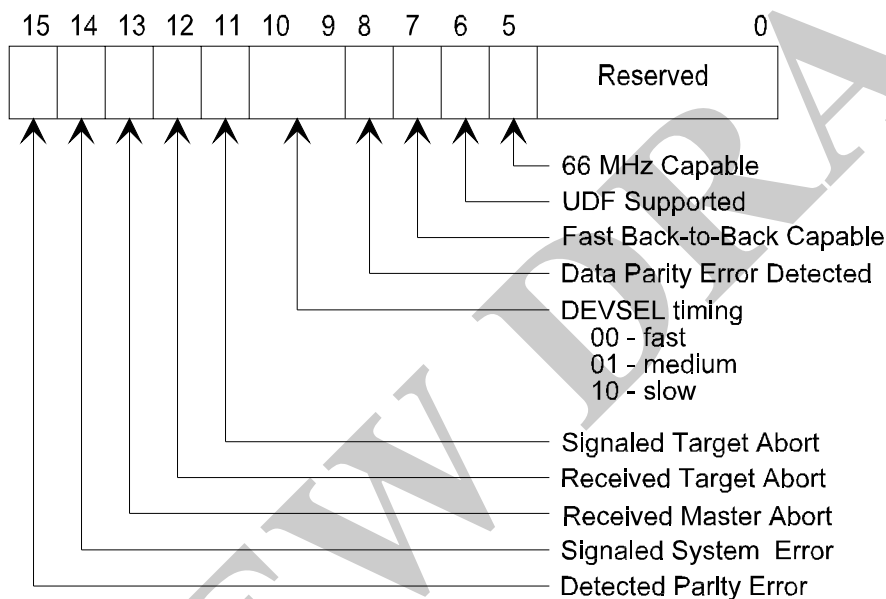 15 14 13 12 11 10 9 8 7 6 5 0
Reserved
66 MHz Capable
UDF Supported
Fast Back-to-Back Capable
Data Parity Error Detected
DEVSEL timing
00 - fast
01 - medium
10 - slow
Signaled Target Abort
Received Target Abort
Received Master Abort
Signaled System Error
Detected Parity Error
EW DRA